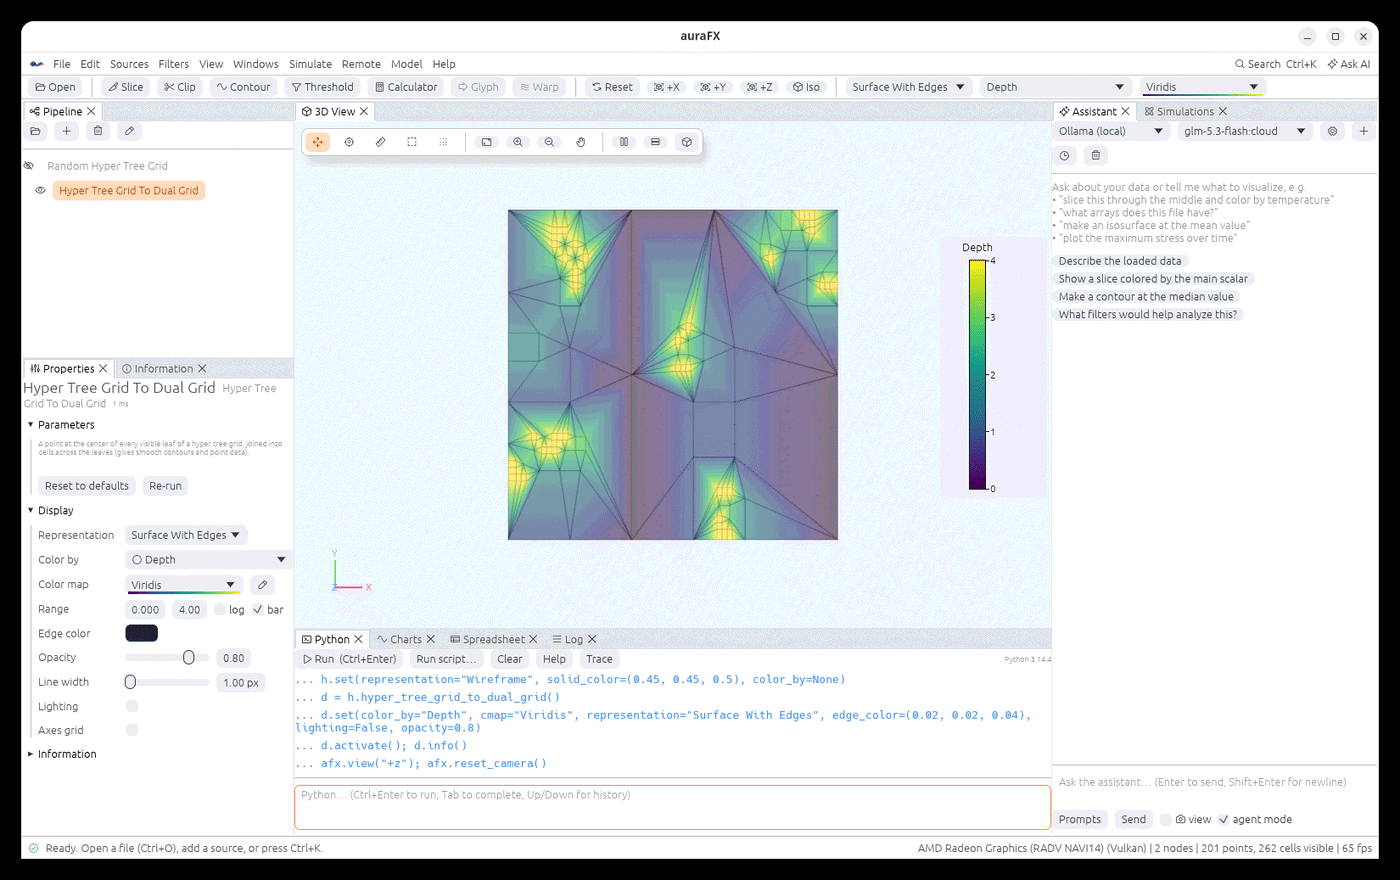 auraFX
File Edit Sources Filters View Windows Simulate Remote Model Help
Search Ctrl+K Ask AI
Open Slice Clip Contour Threshold Calculator Glyph Warp Reset +X +Y +Z Iso Surface With Edges Depth Viridis
Pipeline
Random Hyper Tree Grid
Hyper Tree Grid To Dual Grid
Properties Information
Hyper Tree Grid To Dual Grid Hyper Tree
Grid To Dual Grid 1 ms
Parameters
A point at the center of every visible leaf of a hyper tree grid, joined into
cells across the leaves (gives smooth contours and point data).
Reset to defaults Re-run
Display
Representation Surface With Edges
Color by Depth
Color map Viridis
Range 0.000 4.00 log bar
Edge color
Opacity 0.80
Line width 1.00 px
Lighting
Axes grid
Information
3D View
Depth
4
3
2
1
0
Y
Z X
Python Charts Spreadsheet Log
Run (Ctrl+Enter) Run script... Clear Help Trace Python 3.14.4
... h.set(representation="Wireframe", solid_color=(0.45, 0.45, 0.5), color_by=None)
... d = h.hyper_tree_grid_to_dual_grid()
... d.set(color_by="Depth", cmap="Viridis", representation="Surface With Edges", edge_color=(0.02, 0.02, 0.04),
lighting=False, opacity=0.8)
... d.activate(); d.info()
... afx.view("+z"); afx.reset_camera()
Python... (Ctrl+Enter to run, Tab to complete, Up/Down for history)
Assistant Simulations
Ollama (local) glm-5.3-flash:cloud
Ask about your data or tell me what to visualize, e.g.
• "slice this through the middle and color by temperature"
• "what arrays does this file have?"
• "make an isosurface at the mean value"
• "plot the maximum stress over time"
Describe the loaded data
Show a slice colored by the main scalar
Make a contour at the median value
What filters would help analyze this?
Ask the assistant... (Enter to send, Shift+Enter for newline)
Prompts Send view agent mode
Ready. Open a file (Ctrl+O), add a source, or press Ctrl+K.
AMD Radeon Graphics (RADV NAVI14) (Vulkan) | 2 nodes | 201 points, 262 cells visible | 65 fps